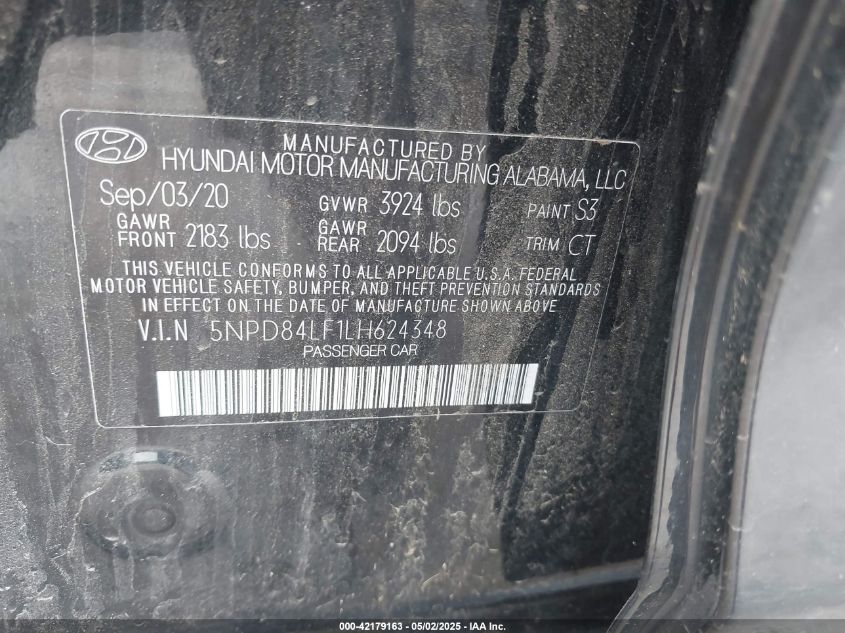 MANUFACTURED BY
HYUNDAI MOTOR MANUFACTURING ALABAMA, LLC
Sep/03/20 GVWR 3924 lbs PAINT S3
GAWR FRONT 2183 lbs GAWR REAR 2094 lbs TRIM CT
THIS VEHICLE CONFORMS TO ALL APPLICABLE U.S.A. FEDERAL
MOTOR VEHICLE SAFETY, BUMPER, AND THEFT PREVENTION STANDARDS
IN EFFECT ON THE DATE OF MANUFACTURE SHOWN ABOVE
V.I.N 5NPD84LF1LH624348
PASSENGER CAR
000-42179163 - 05/02/2025 - IAA Inc.